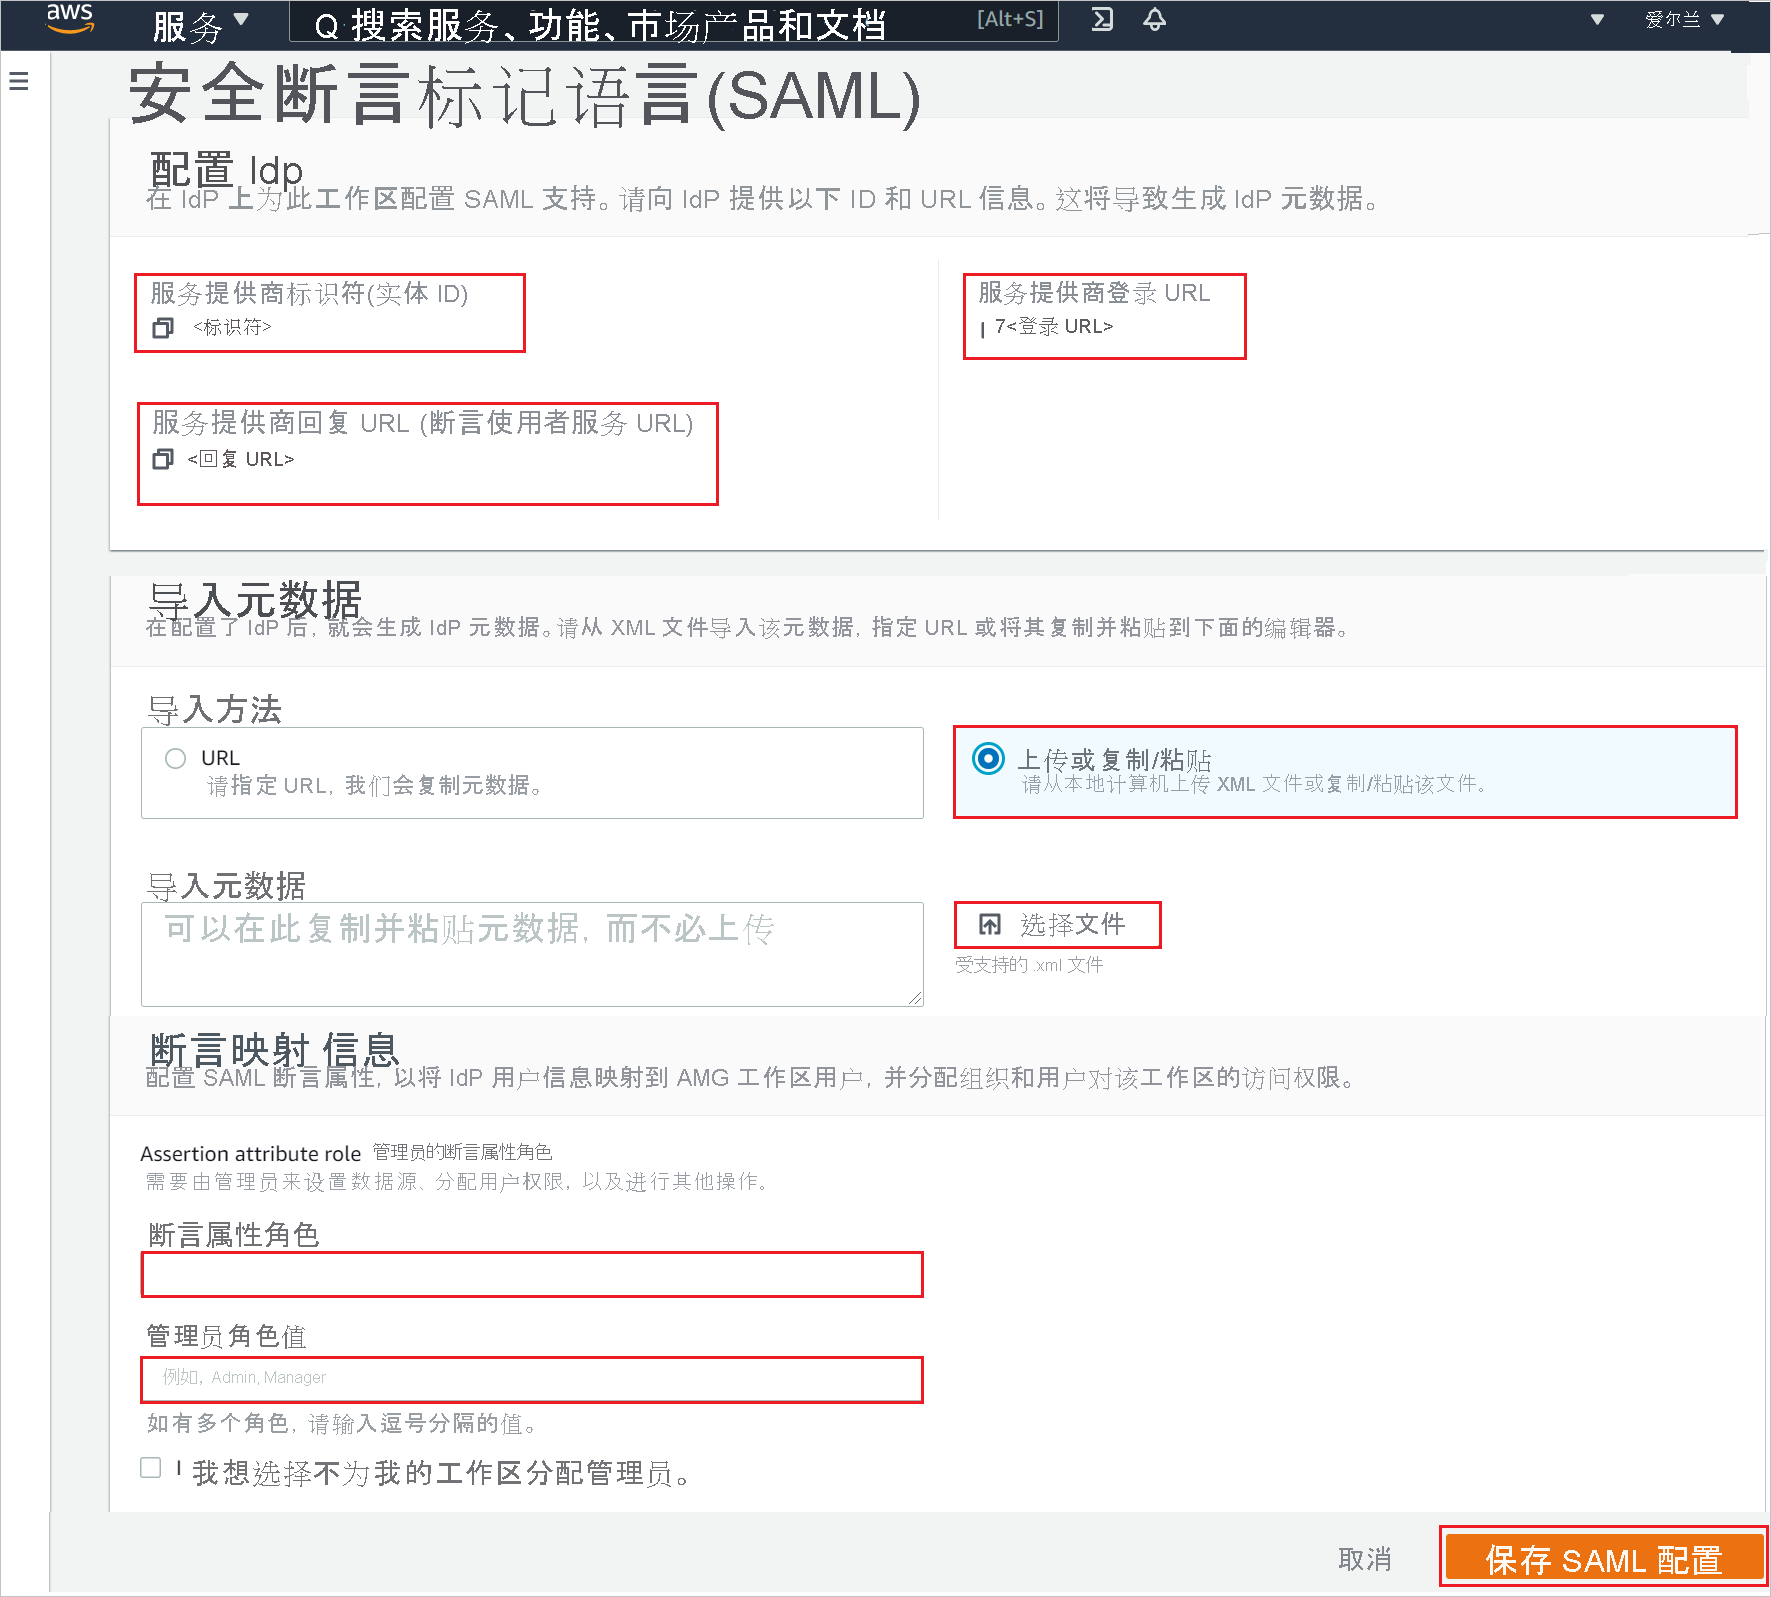 aws 服务 Q 搜索服务、功能、市场产品和文档 [Alt+S] 爱尔兰
安全断言标记语言(SAML)
配置 Idp
在 IdP 上为此工作区配置 SAML 支持。请向 IdP 提供以下 ID 和 URL 信息。这将导致生成 IdP 元数据。
服务提供商标识符(实体 ID)
<标识符>
服务提供商登录 URL
7<登录 URL>
服务提供商回复 URL (断言使用者服务 URL)
<回复 URL>
导入元数据
在配置了 IdP 后, 就会生成 IdP 元数据。请从 XML 文件导入该元数据, 指定 URL 或将其复制并粘贴到下面的编辑器。
导入方法
URL
请指定 URL, 我们会复制元数据。
上传或复制/粘贴
请从本地计算机上传 XML 文件或复制/粘贴该文件。
导入元数据
可以在此复制并粘贴元数据, 而不必上传
选择文件
受支持的 .xml 文件
断言映射 信息
配置 SAML 断言属性, 以将 IdP 用户信息映射到 AMG 工作区用户, 并分配组织和用户对该工作区的访问权限。
Assertion attribute role 管理员的断言属性角色
需要由管理员来设置数据源、分配用户权限, 以及进行其他操作。
断言属性角色
管理员角色值
例如, Admin, Manager
如有多个角色, 请输入逗号分隔的值。
I 我想选择不为我的工作区分配管理员。
取消
保存 SAML 配置